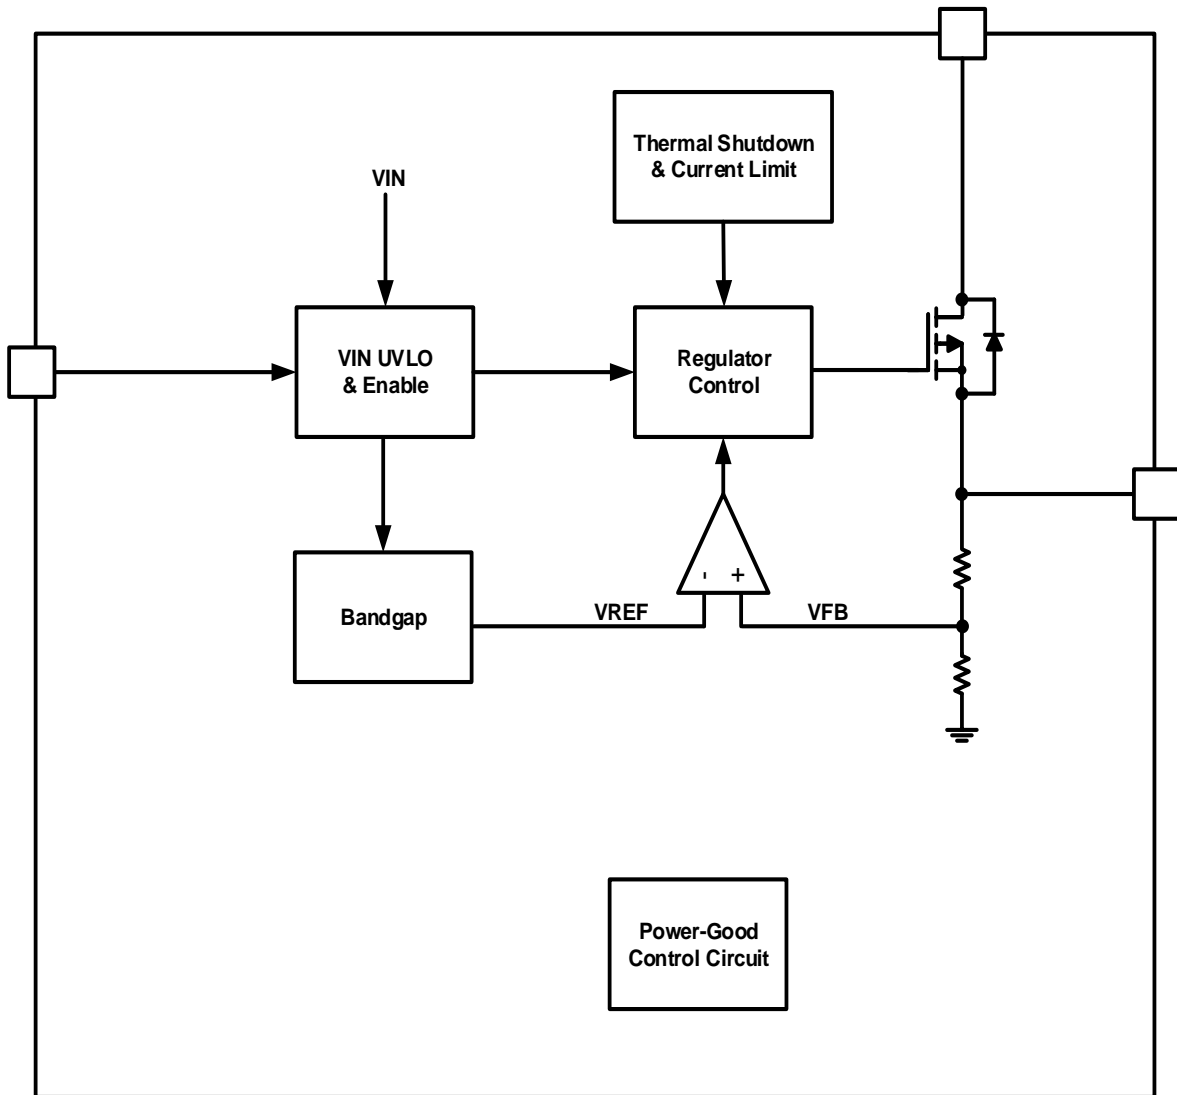 Thermal Shutdown
& Current Limit
VIN
VIN UVLO
& Enable
Regulator
Control
- +
Bandgap
VREF
VFB
Power-Good
Control Circuit